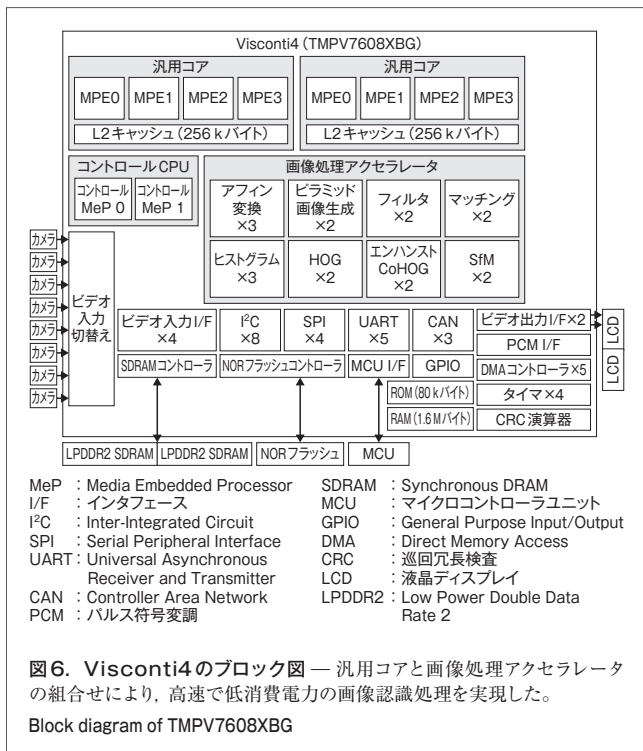 Visconti4(TMPV7608XBG)
汎用コア
MPE0 MPE1 MPE2 MPE3
L2キャッシュ(256 kバイト)
汎用コア
MPE0 MPE1 MPE2 MPE3
L2キャッシュ(256 kバイト)
コントロールCPU
コントロール
MeP 0
コントロール
MeP 1
画像処理アクセラレータ
アフィン
変換
×3
ピラミッド
画像生成
×2
フィルタ
×2
マッチング
×2
ヒストグラム
×3
HOG
×2
エンハンスト
CoHOG
×2
SfM
×2
カメラ
カメラ
カメラ
カメラ
カメラ
カメラ
カメラ
カメラ
ビデオ
入力
切替え
ビデオ入力I/F
×4
I²C
×8
SPI
×4
UART
×5
CAN
×3
ビデオ出力I/F×2
LCD
LCD
PCM I/F
SDRAMコントローラ
NORフラッシュコントローラ
MCU I/F
GPIO
DMAコントローラ×5
ROM(80 kバイト)
タイマ×4
RAM(1.6 Mバイト)
CRC演算器
LPDDR2 SDRAM
LPDDR2 SDRAM
NORフラッシュ
MCU
MeP : Media Embedded Processor
I/F : インタフェース
I²C : Inter-Integrated Circuit
SPI : Serial Peripheral Interface
UART : Universal Asynchronous
Receiver and Transmitter
CAN : Controller Area Network
PCM : パルス符号変調
SDRAM : Synchronous DRAM
MCU : マイクロコントローラユニット
GPIO : General Purpose Input/Output
DMA : Direct Memory Access
CRC : 巡回冗長検査
LCD : 液晶ディスプレイ
LPDDR2 : Low Power Double Data
Rate 2
図6. Visconti4のブロック図 — 汎用コアと画像処理アクセラレータ
の組合せにより，高速で低消費電力の画像認識処理を実現した。
Block diagram of TMPV7608XBG